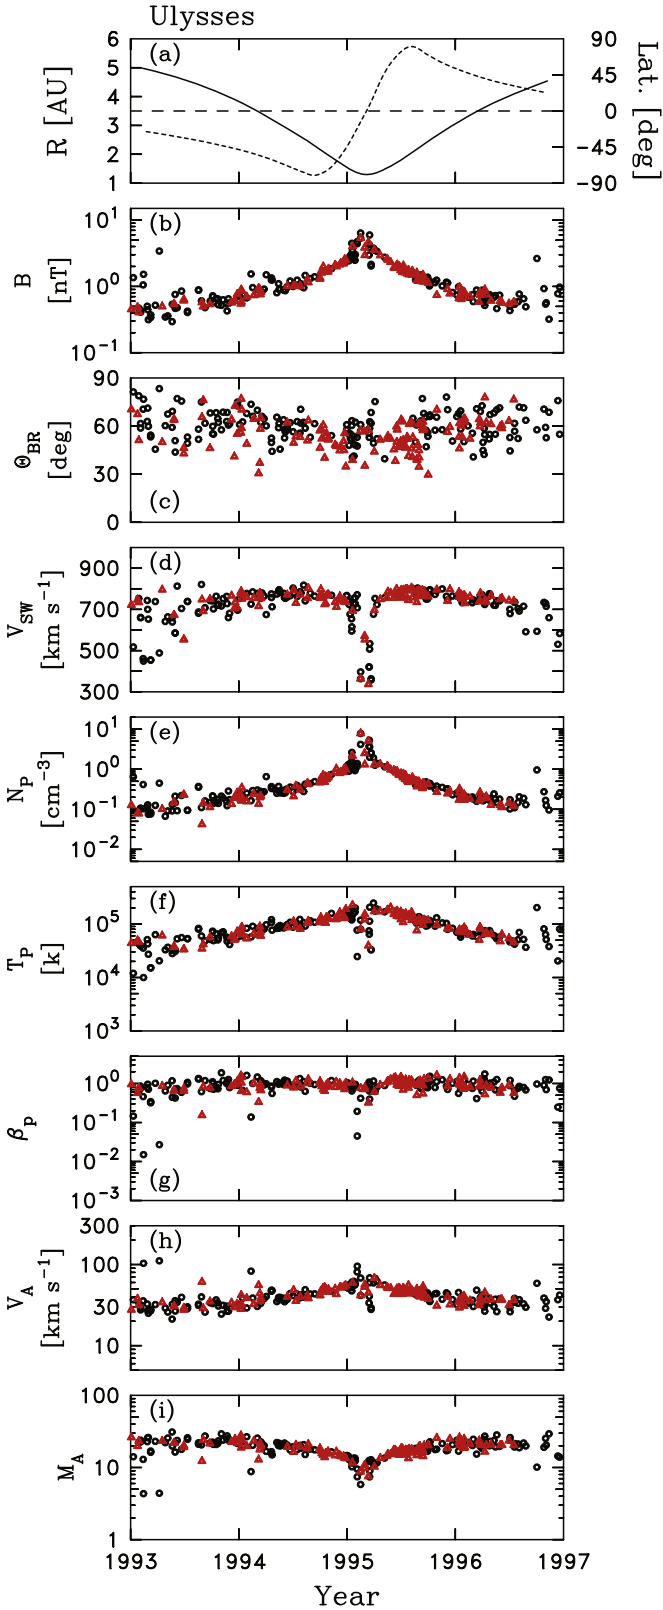 Ulysses
(a)
6
5
4
3
2
1
R [AU]
90
45
0
−45
−90
Lat. [deg]
(b)
10^1
10^0
10^−1
B
[nT]
(c)
90
60
30
0
Θ_BR
[deg]
(d)
900
700
500
300
V_SW
[km s^−1]
(e)
10^1
10^0
10^−1
10^−2
N_P
[cm^−3]
(f)
10^5
10^4
10^3
T_P
[k]
(g)
10^0
10^−1
10^−2
10^−3
β_p
(h)
300
100
30
10
V_A
[km s^−1]
(i)
100
10
1
M_A
1993 1994 1995 1996 1997
Year